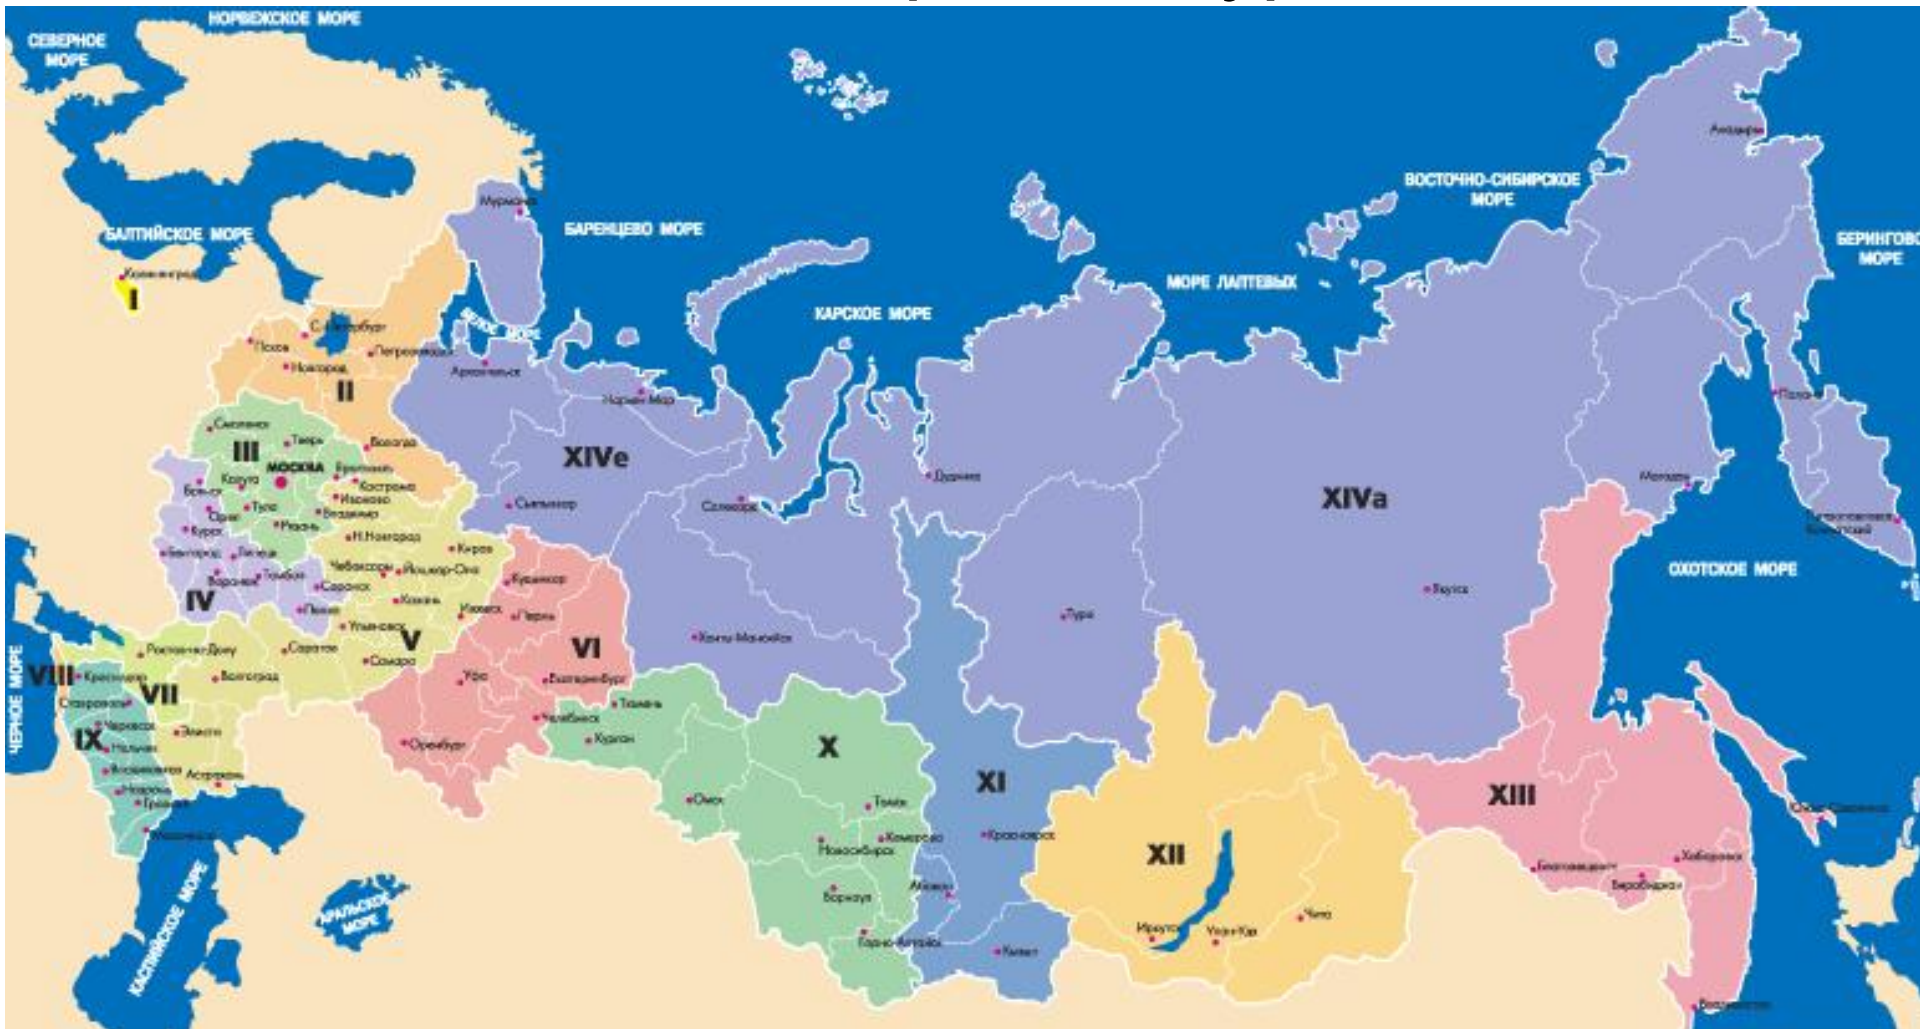 НОРВЕЖСКОЕ МОРЕ
СЕВЕРНОЕ
МОРЕ
Анадырь
ВОСТОЧНО-СИБИРСКОЕ
МОРЕ
Мурманск
БАРЕНЦЕВО МОРЕ
БАЛТИЙСКОЕ МОРЕ
БЕРИНГОВО
МОРЕ
Калининград
I
МОРЕ ЛАПТЕВЫХ
КАРСКОЕ МОРЕ
БЕЛОЕ МОРЕ
С.-Петербург
Псков
Петрозаводск
Новгород
Архангельск
II
Нарьян-Мар
Смоленск
Тверь
Вологда
III
МОСКВА
XIVe
Ярославль
Калуга
Кострома
Брянск
Иваново
Дудинка
Магадан
XIVa
Тула
Владимир
Орел
Сыктывкар
Салехард
Рязань
Курск
Н.Новгород
Киров
Белгород
Липецк
Чебоксары
Йошкар-Ола
Воронеж
Тамбов
Саранск
Кудымкар
ОХОТСКОЕ МОРЕ
Якутск
IV
Пенза
Казань
Ижевск
Пермь
Тура
Ульяновск
V
Ханты-Мансийск
VI
Ростов-на-Дону
Саратов
Самара
VIII
Краснодар
VII
Волгоград
Уфа
Екатеринбург
ЧЕРНОЕ МОРЕ
Ставрополь
Тюмень
Челябинск
Черкесск
IX
Элиста
Нальчик
Оренбург
Курган
X
Владикавказ
Астрахань
XI
XIII
Назрань
Грозный
Омск
Томск
Южно-Сахалинск
Махачкала
Кемерово
Новосибирск
Красноярск
XII
Хабаровск
Благовещенск
Биробиджан
Абакан
Барнаул
АРАЛЬСКОЕ
МОРЕ
КАСПИЙСКОЕ МОРЕ
Чита
Иркутск
Улан-Удэ
Горно-Алтайск
Кызыл
Владивосток